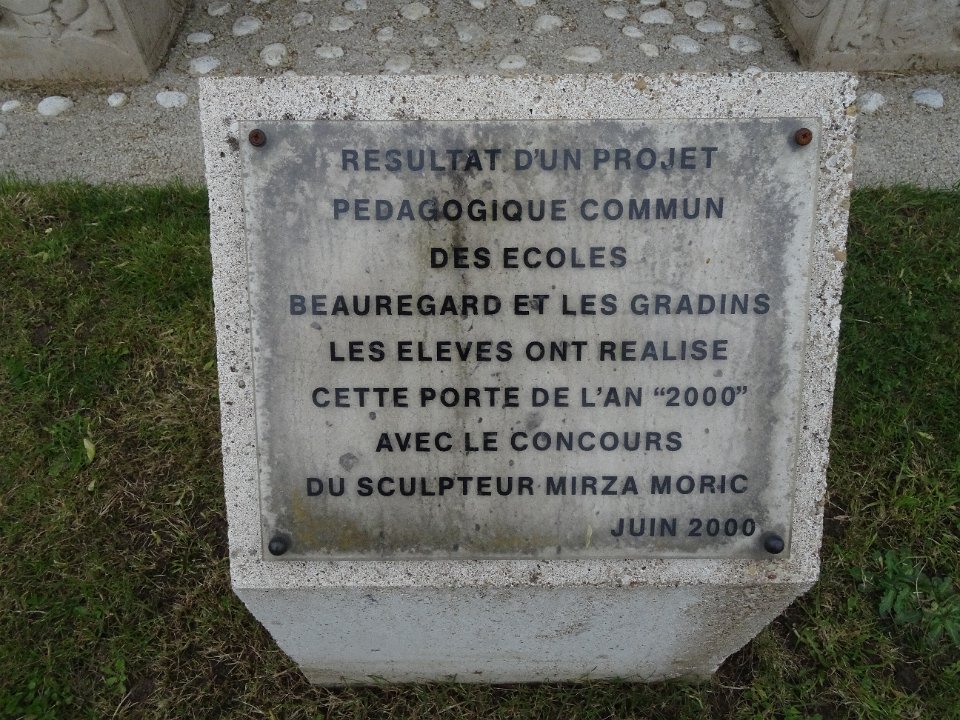 RESULTAT D'UN PROJET
PEDAGOGIQUE COMMUN
DES ECOLES
BEAUREGARD ET LES GRADINS
LES ELEVES ONT REALISE
CETTE PORTE DE L'AN “2000”
AVEC LE CONCOURS
DU SCULPTEUR MIRZA MORIC
JUIN 2000